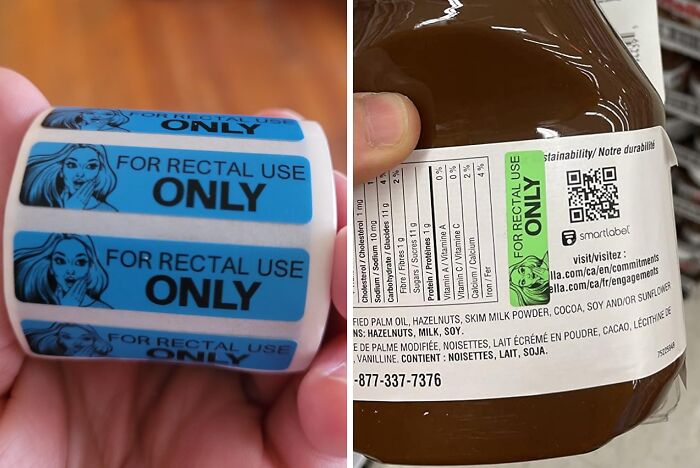 FOR RECTAL USE
ONLY
FOR RECTAL USE
ONLY
FOR RECTAL USE
ONLY
FOR RECTAL USE
ONLY
Cholesterol / Cholestérol 1 mg
Sodium / Sodium 10 mg
Carbohydrate / Glucides 11 g 4%
Fibre / Fibres 1 g 2%
Sugars / Sucres 11 g
Protein / Protéines 1 g
Vitamin A / Vitamine A 0%
Vitamin C / Vitamine C 0%
Calcium / Calcium 2%
Iron / Fer 4%
FOR RECTAL USE
ONLY
stainability/ Notre durabilité
smartlabel
visit/visitez :
lla.com/ca/en/commitments
ella.com/ca/fr/engagements
FIED PALM OIL, HAZELNUTS, SKIM MILK POWDER, COCOA, SOY AND/OR SUNFLOWER
NS: HAZELNUTS, MILK, SOY.
E DE PALME MODIFIÉE, NOISETTES, LAIT ÉCRÉMÉ EN POUDRE, CACAO, LÉCITHINE DE
VANILLINE. CONTIENT : NOISETTES, LAIT, SOJA.
-877-337-7376